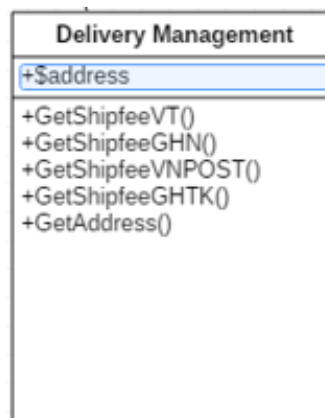 Delivery Management
+$address
+GetShipfeeVT()
+GetShipfeeGHN()
+GetShipfeeVNPOST()
+GetShipfeeGHTK()
+GetAddress()